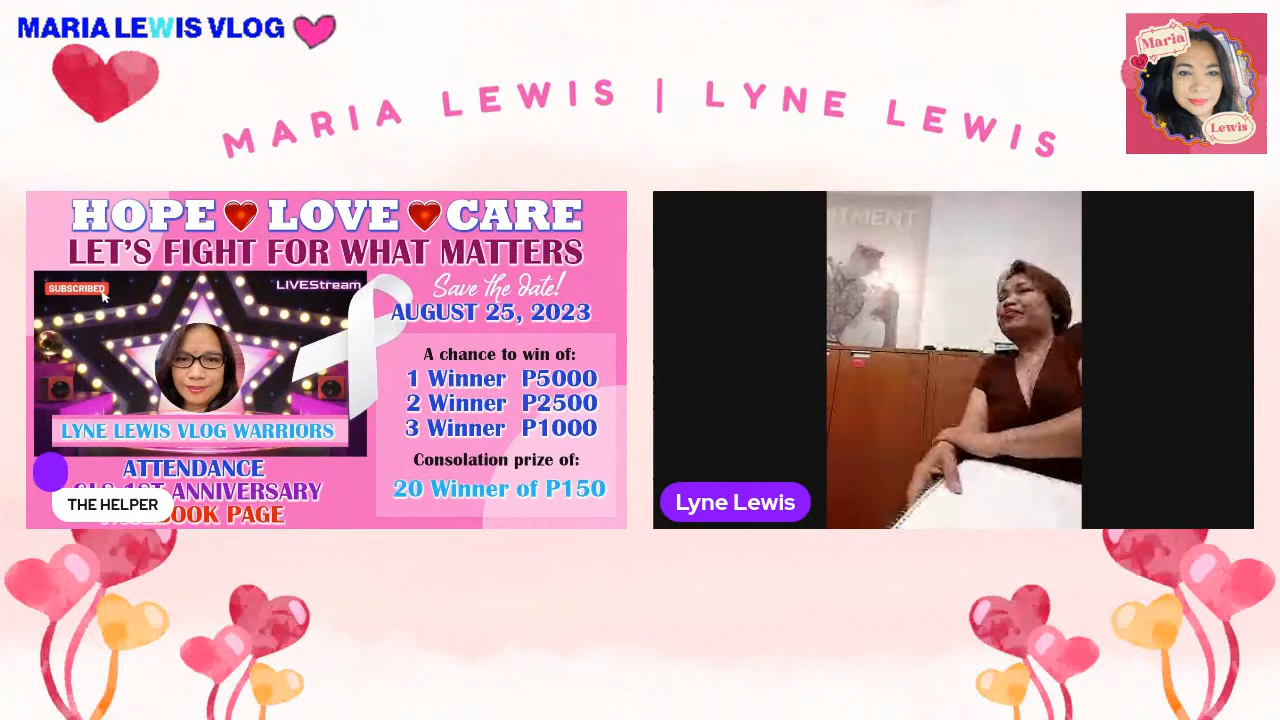 MARIA LEWIS VLOG
MARIA LEWIS | LYNE LEWIS
Maria
Lewis
HOPE LOVE CARE
LET'S FIGHT FOR WHAT MATTERS
SUBSCRIBED
LIVEStream
Save the date!
AUGUST 25, 2023
A chance to win of:
1 Winner P5000
2 Winner P2500
3 Winner P1000
Consolation prize of:
20 Winner of P150
LYNE LEWIS VLOG WARRIORS
ATTENDANCE
1ST ANNIVERSARY
THE HELPER
PAGE
ITMENT
Lyne Lewis